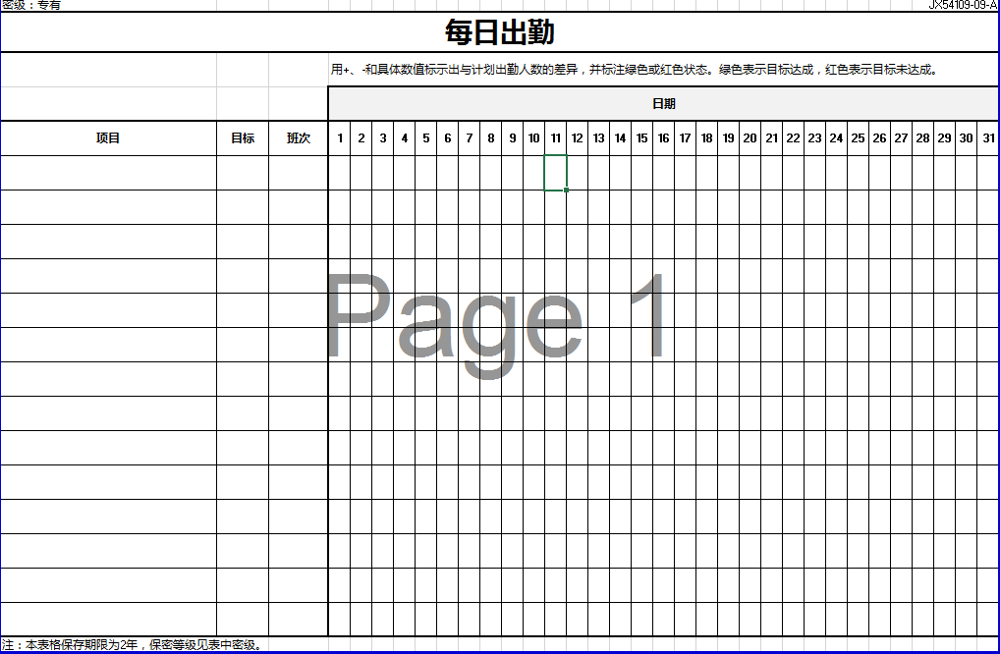 密级：专有 JX54109-09-A
每日出勤
用+、-和具体数值标示出与计划出勤人数的差异，并标注绿色或红色状态。绿色表示目标达成，红色表示目标未达成。
日期
项目 目标 班次 1 2 3 4 5 6 7 8 9 10 11 12 13 14 15 16 17 18 19 20 21 22 23 24 25 26 27 28 29 30 31
Page 1
注：本表格保存期限为2年，保密等级见表中密级。